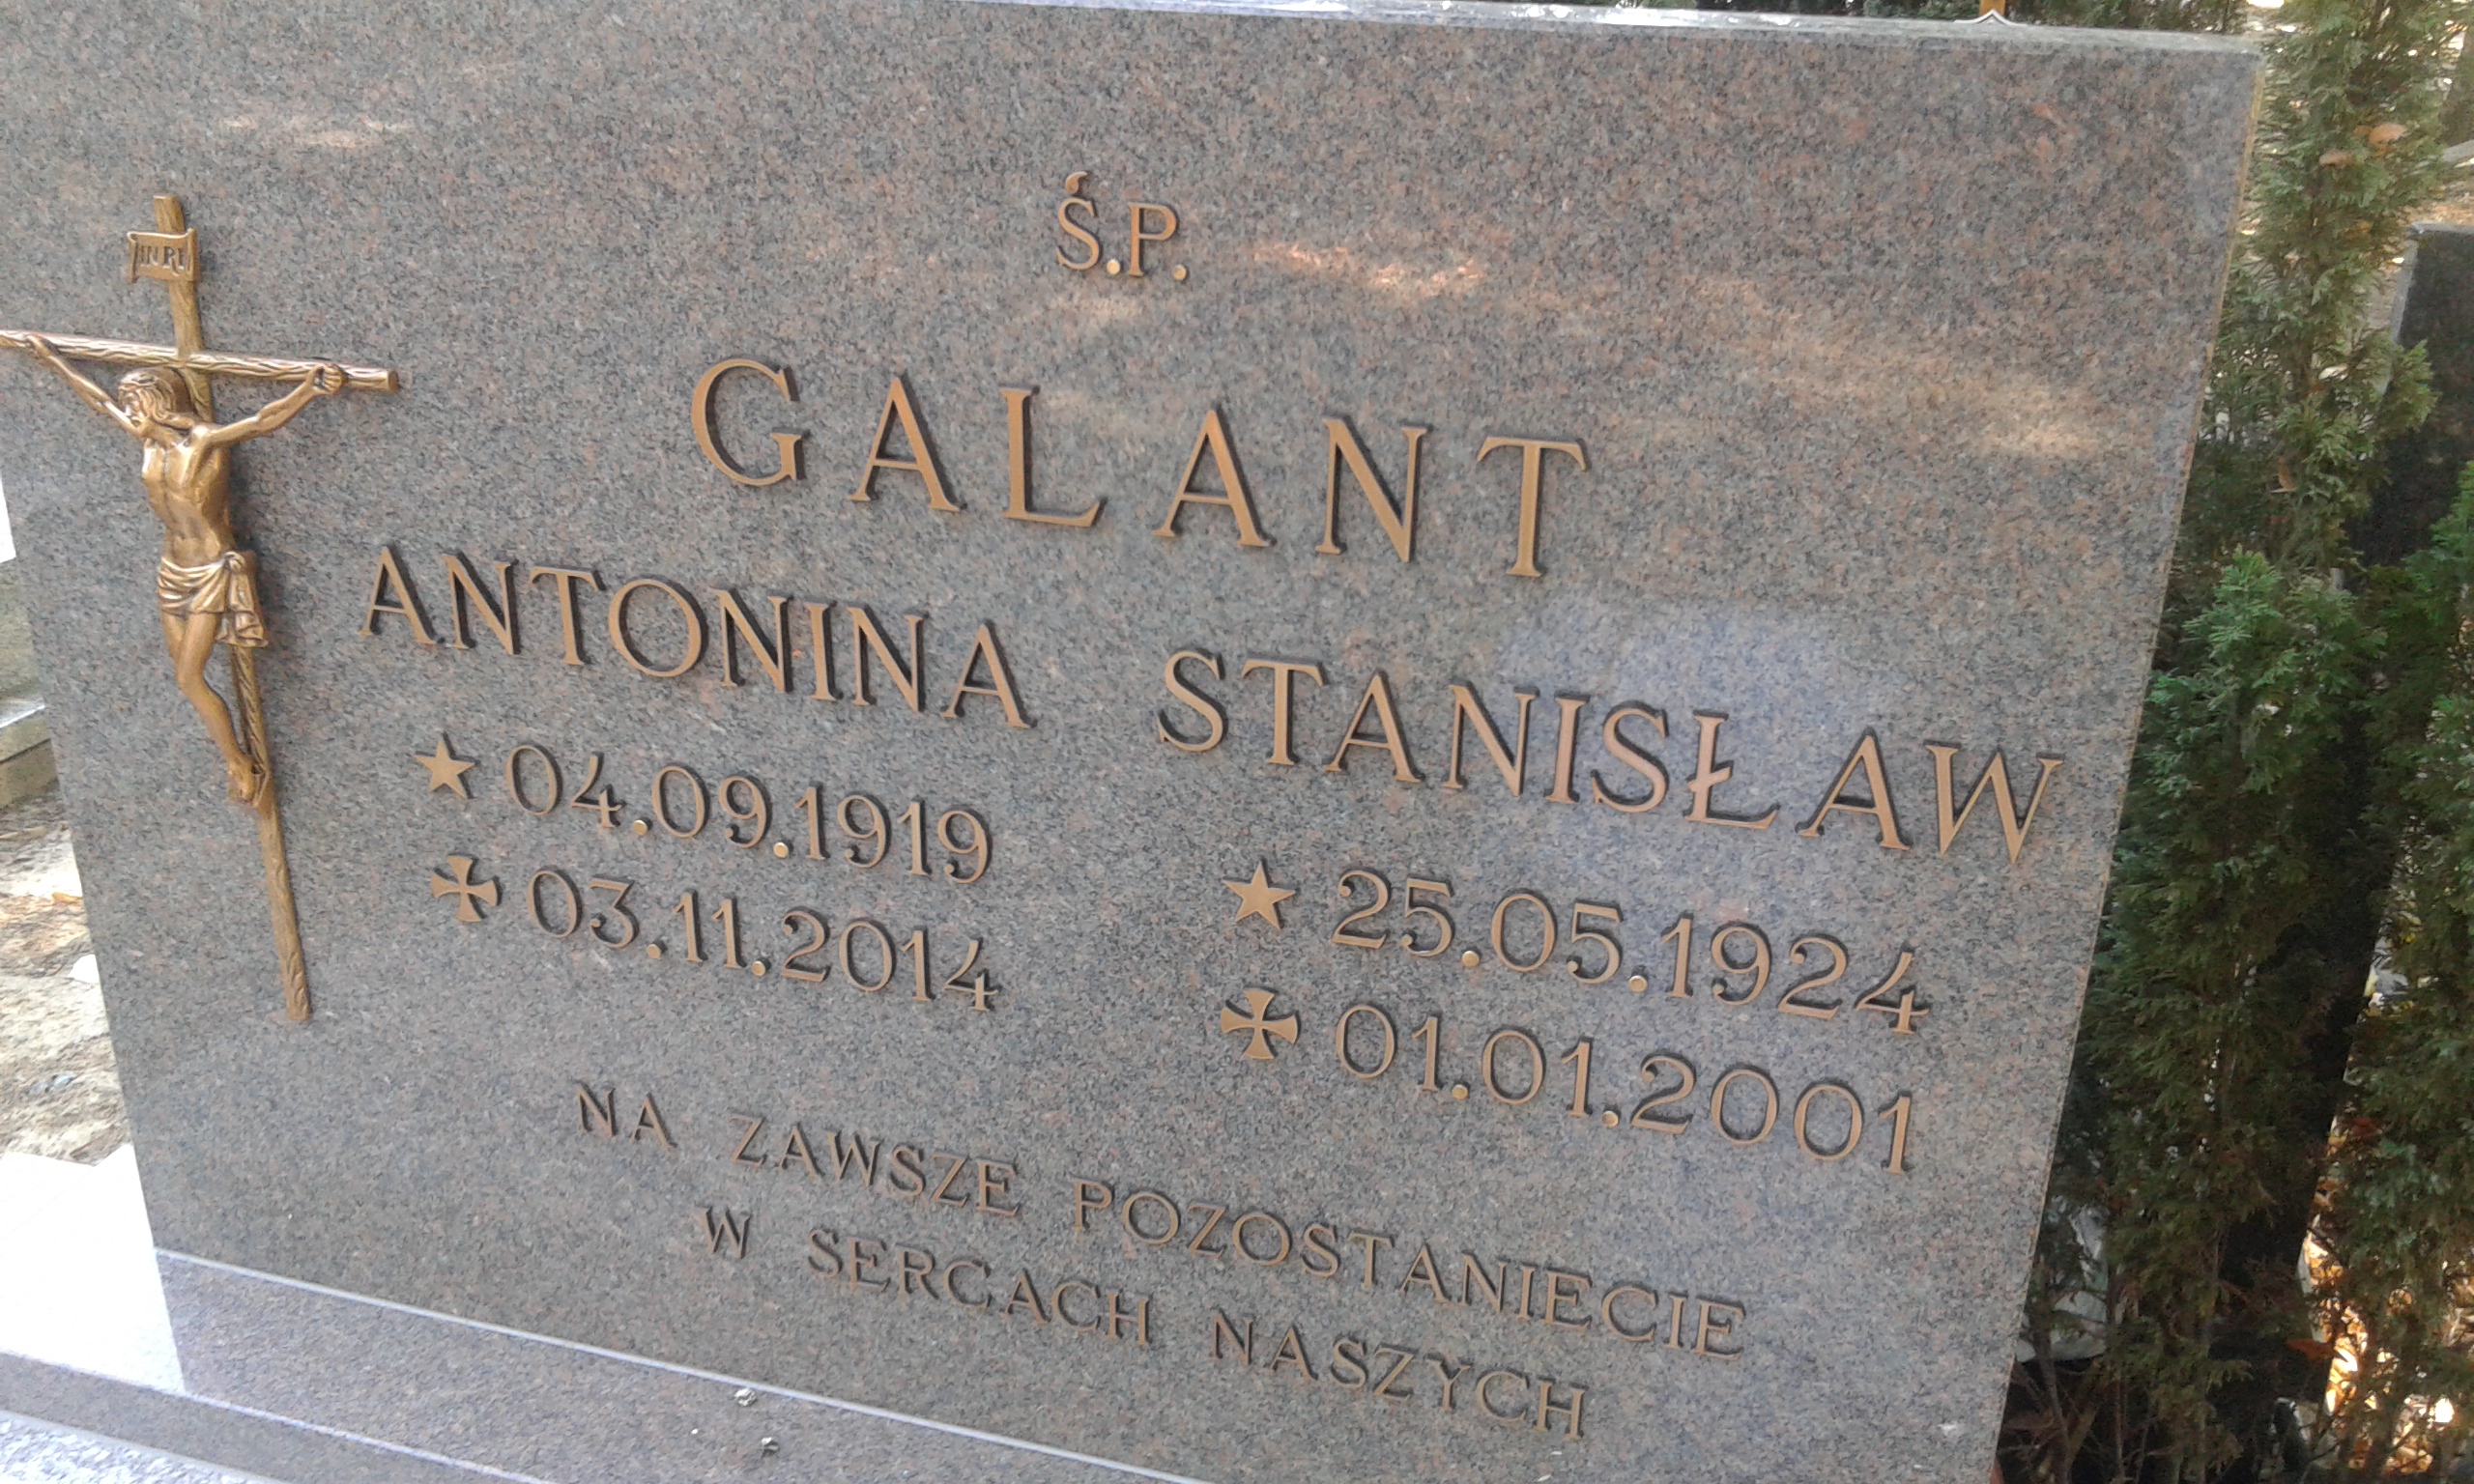 INRI
Ś.P.
GALANT
ANTONINA STANISŁAW
04.09.1919 25.05.1924
03.11.2014 01.01.2001
NA ZAWSZE POZOSTANIECIE
W SERCACH NASZYCH